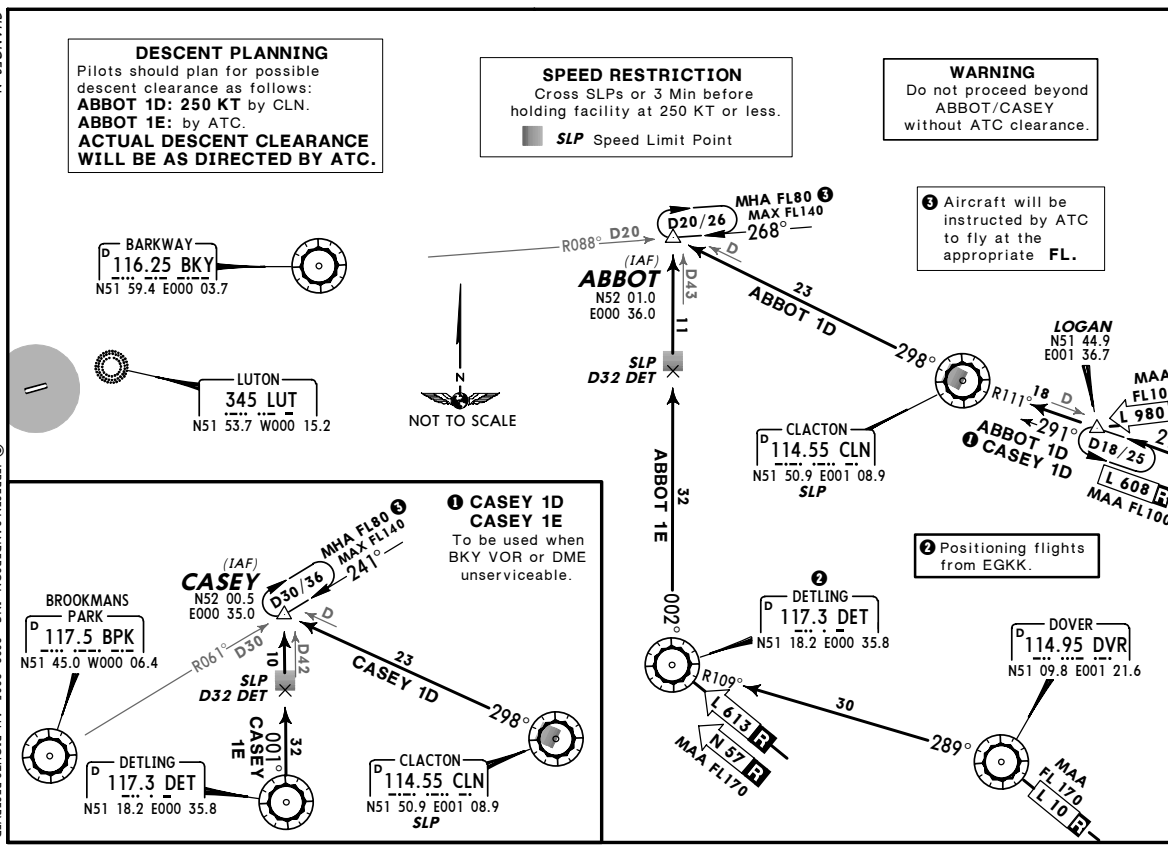 DESCENT PLANNING
Pilots should plan for possible
descent clearance as follows:
ABBOT 1D: 250 KT by CLN.
ABBOT 1E: by ATC.
ACTUAL DESCENT CLEARANCE
WILL BE AS DIRECTED BY ATC.
SPEED RESTRICTION
Cross SLPs or 3 Min before
holding facility at 250 KT or less.
SLP Speed Limit Point
WARNING
Do not proceed beyond
ABBOT/CASEY
without ATC clearance.
❸ Aircraft will be
instructed by ATC
to fly at the
appropriate FL.
MHA FL80 ❸
MAX FL140
D20/26
268°
R088° D20
D
(IAF)
ABBOT
N52 01.0
E000 36.0
D43
11
23
ABBOT 1D
298°
BARKWAY
D 116.25 BKY
N51 59.4 E000 03.7
LUTON
345 LUT
N51 53.7 W000 15.2
N
NOT TO SCALE
SLP
D32 DET
LOGAN
N51 44.9
E001 36.7
MAA
L 980
R111°
18
D
291°
ABBOT 1D
❶ CASEY 1D
D18/25
L 608 R
MAA FL100
CLACTON
D 114.55 CLN
N51 50.9 E001 08.9
SLP
ABBOT 1E
32
002°
❷ Positioning flights
from EGKK.
❷
DETLING
D 117.3 DET
N51 18.2 E000 35.8
DOVER
D 114.95 DVR
N51 09.8 E001 21.6
R109°
30
289°
L 613 R
N 57 R
MAA FL170
MAA
FL 170
L 10 R
❶ CASEY 1D
CASEY 1E
To be used when
BKY VOR or DME
unserviceable.
MHA FL80 ❸
MAX FL140
D30/36
241°
(IAF)
CASEY
N52 00.5
E000 35.0
D
BROOKMANS
PARK
D 117.5 BPK
N51 45.0 W000 06.4
R061°
D30
10
D42
23
CASEY 1D
298°
SLP
D32 DET
CASEY
1E
001°
32
DETLING
D 117.3 DET
N51 18.2 E000 35.8
CLACTON
D 114.55 CLN
N51 50.9 E001 08.9
SLP